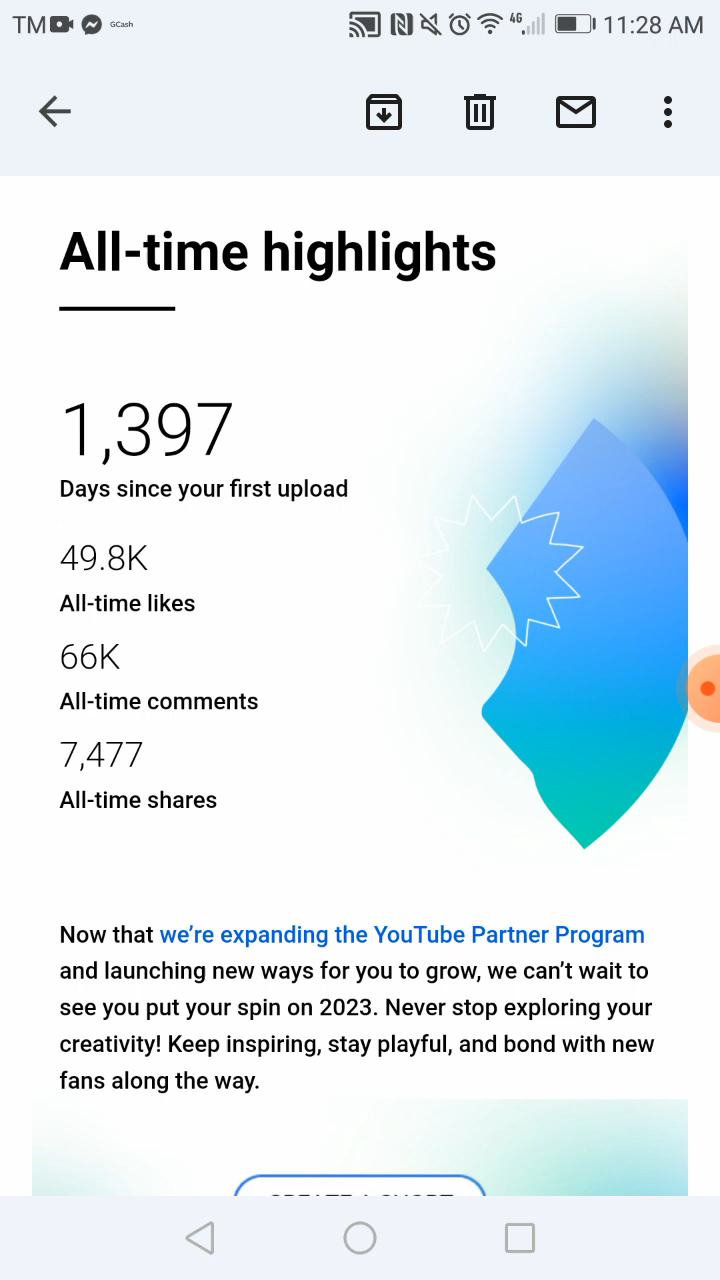 TM GCash 4G 11:28 AM
All-time highlights
1,397
Days since your first upload
49.8K
All-time likes
66K
All-time comments
7,477
All-time shares
Now that we're expanding the YouTube Partner Program
and launching new ways for you to grow, we can't wait to
see you put your spin on 2023. Never stop exploring your
creativity! Keep inspiring, stay playful, and bond with new
fans along the way.
CREATE A SHORT